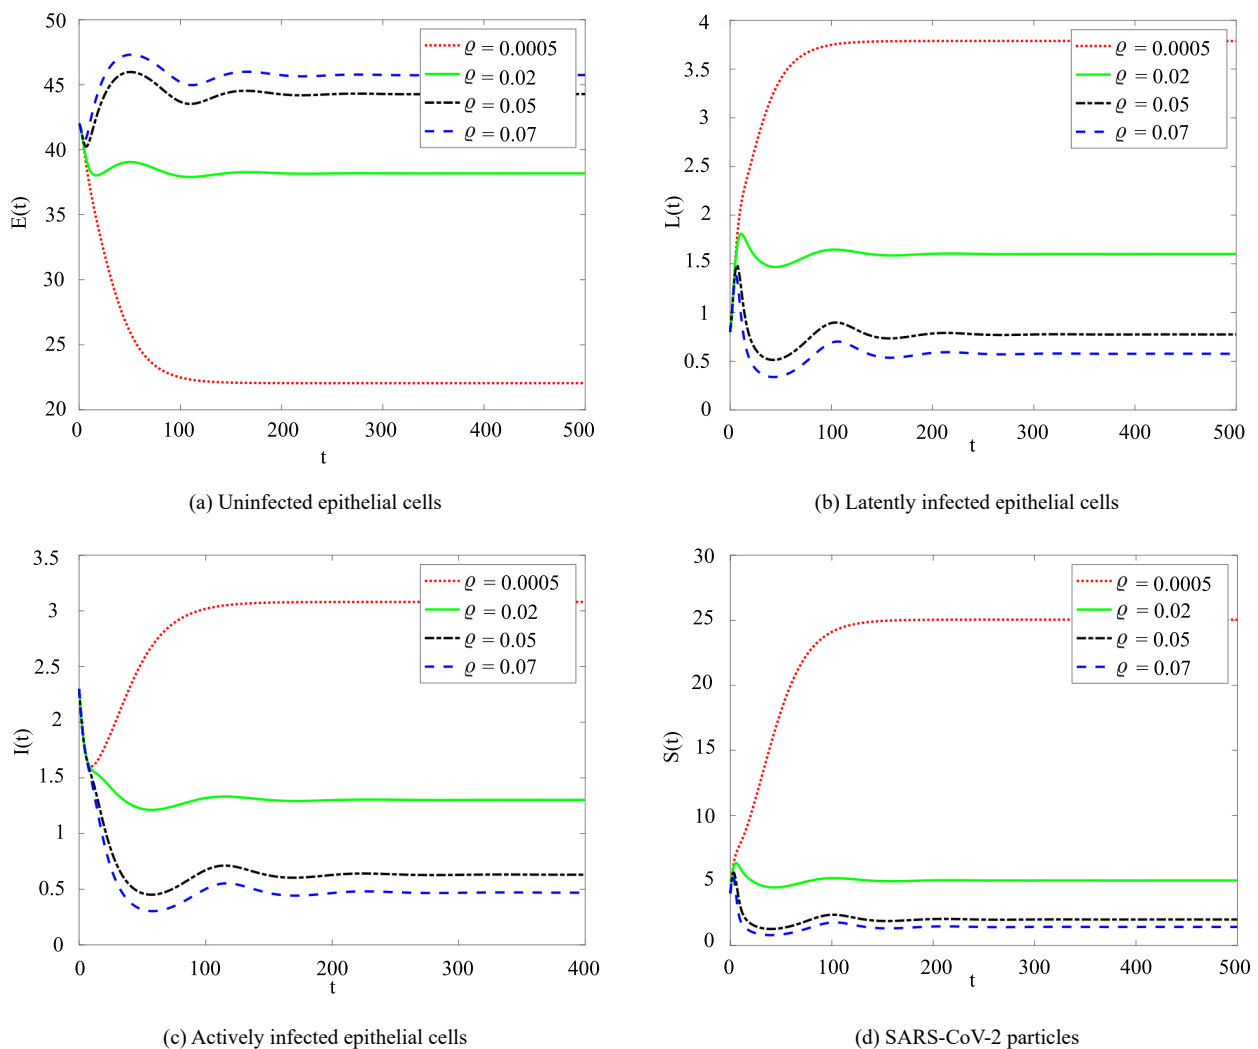 50
45
40
35
30
25
20
E(t)
0 100 200 300 400 500
t
ϱ = 0.0005
ϱ = 0.02
ϱ = 0.05
ϱ = 0.07
(a) Uninfected epithelial cells
4
3.5
3
2.5
2
1.5
1
0.5
0
L(t)
0 100 200 300 400 500
t
ϱ = 0.0005
ϱ = 0.02
ϱ = 0.05
ϱ = 0.07
(b) Latently infected epithelial cells
3.5
3
2.5
2
1.5
1
0.5
0
I(t)
0 100 200 300 400
t
ϱ = 0.0005
ϱ = 0.02
ϱ = 0.05
ϱ = 0.07
(c) Actively infected epithelial cells
30
25
20
15
10
5
0
S(t)
0 100 200 300 400 500
t
ϱ = 0.0005
ϱ = 0.02
ϱ = 0.05
ϱ = 0.07
(d) SARS-CoV-2 particles